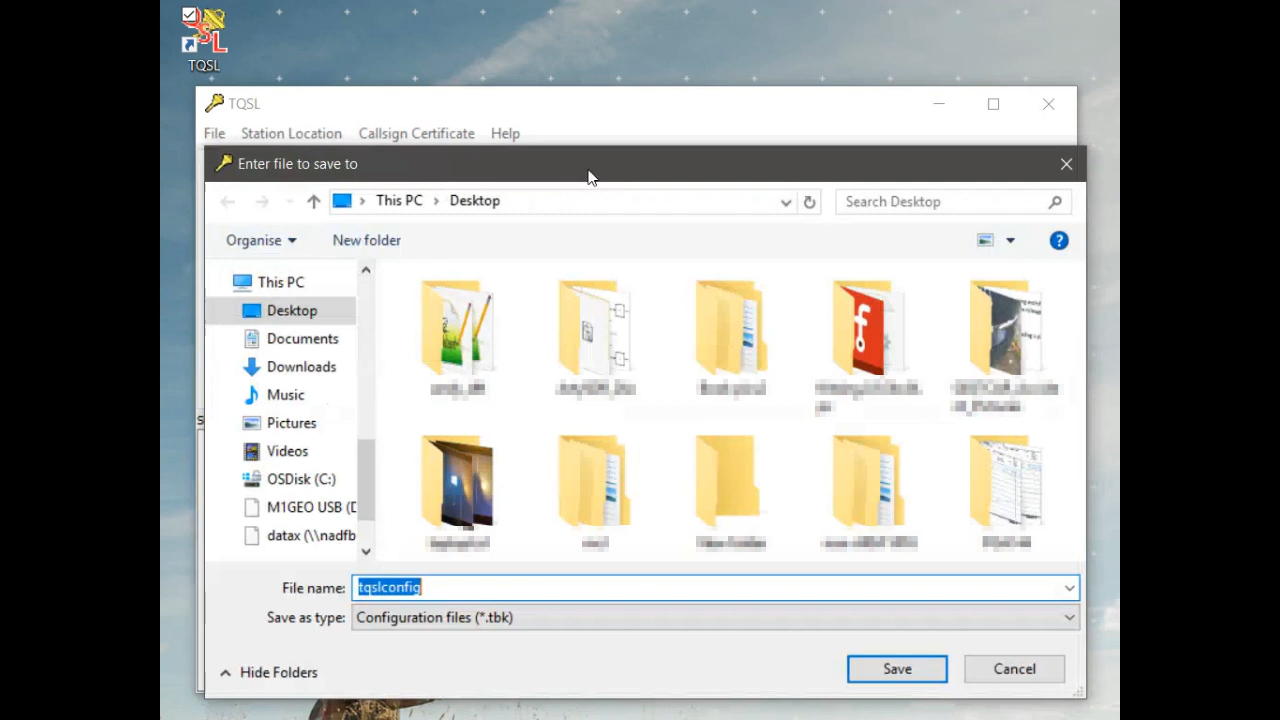 TQSL
TQSL
File Station Location Callsign Certificate Help
Enter file to save to
This PC Desktop
Search Desktop
Organise New folder
This PC
Desktop
Documents
Downloads
Music
Pictures
Videos
OSDisk (C:)
M1GEO USB (D
datax (\\nadfb
File name: tqslconfig
Save as type: Configuration files (*.tbk)
Hide Folders
Save Cancel